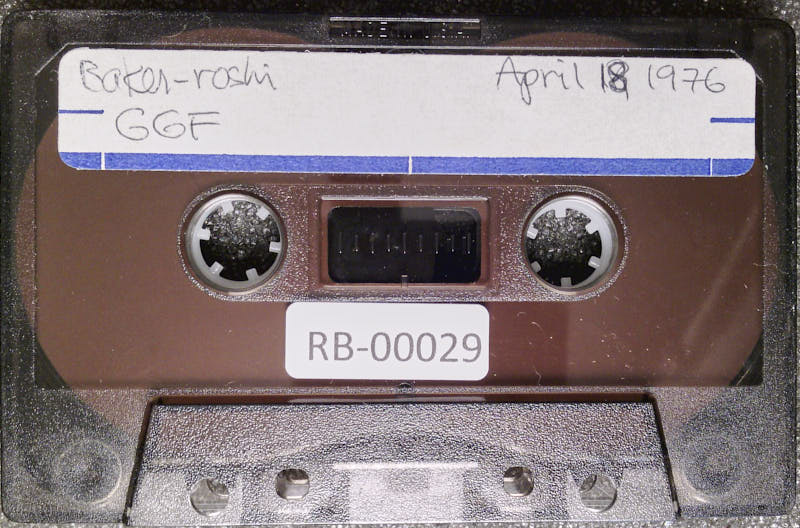 Baker-roshi April 18 1976
GGF
RB-00029